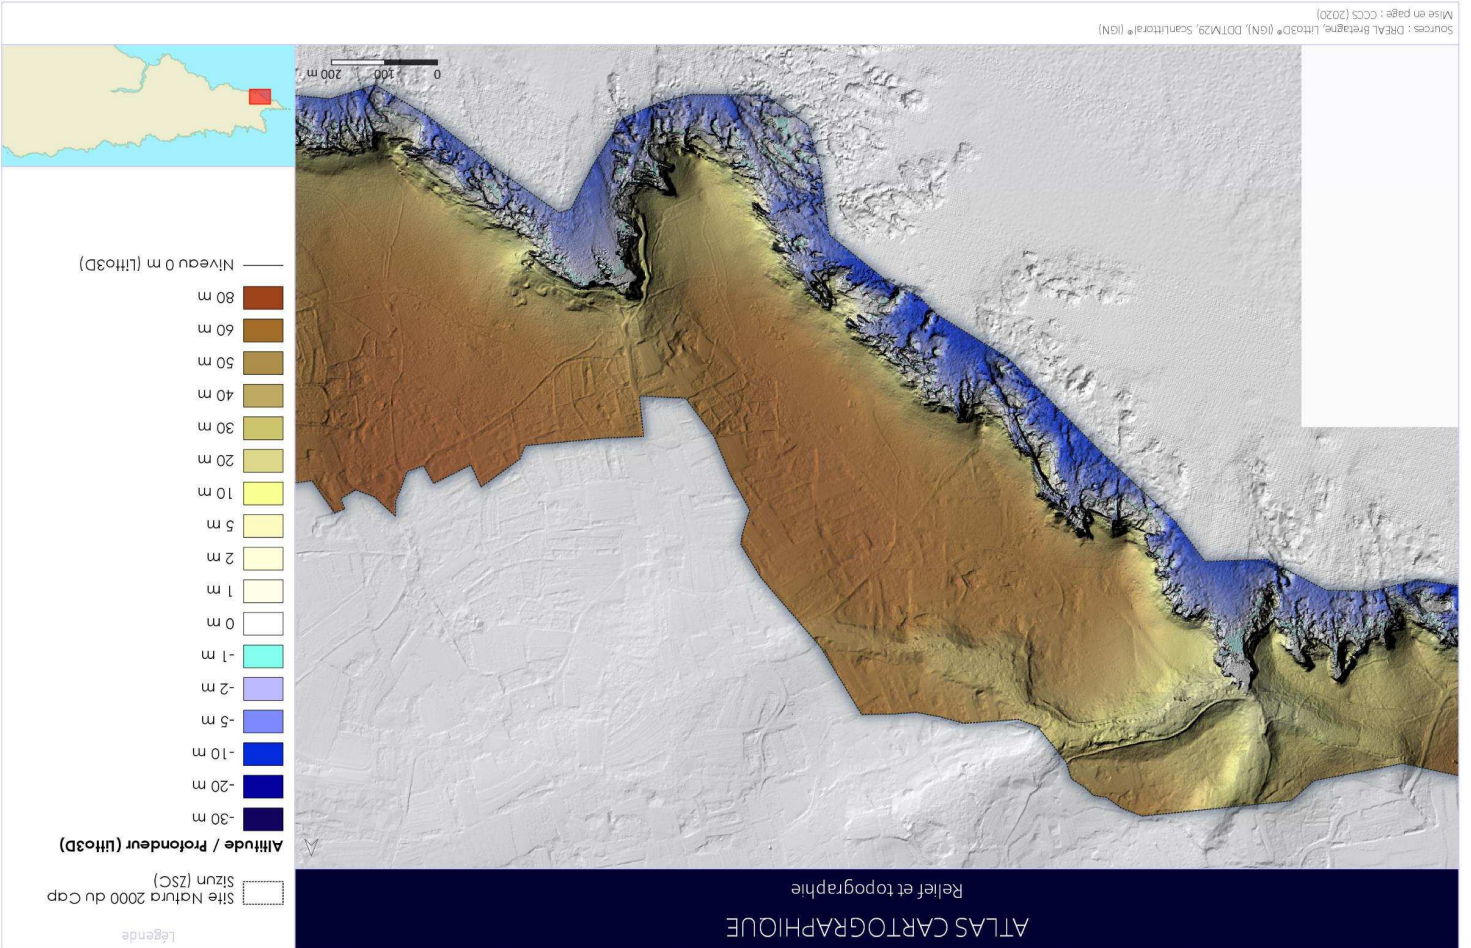 ATLAS CARTOGRAPHIQUE
Relief et topographie
Légende
Site Natura 2000 du Cap
Sizun (ZSC)
Altitude / Profondeur (Litto3D)
-30 m
-20 m
-10 m
-5 m
-2 m
-1 m
0 m
1 m
2 m
5 m
10 m
20 m
30 m
40 m
50 m
60 m
80 m
Niveau 0 m (Litto3D)
0 100 200 m
Sources : DREAL Bretagne, Litto3D® (IGN), DDTM29, ScanLittoral® (IGN)
Mise en page : CCCS (2020)